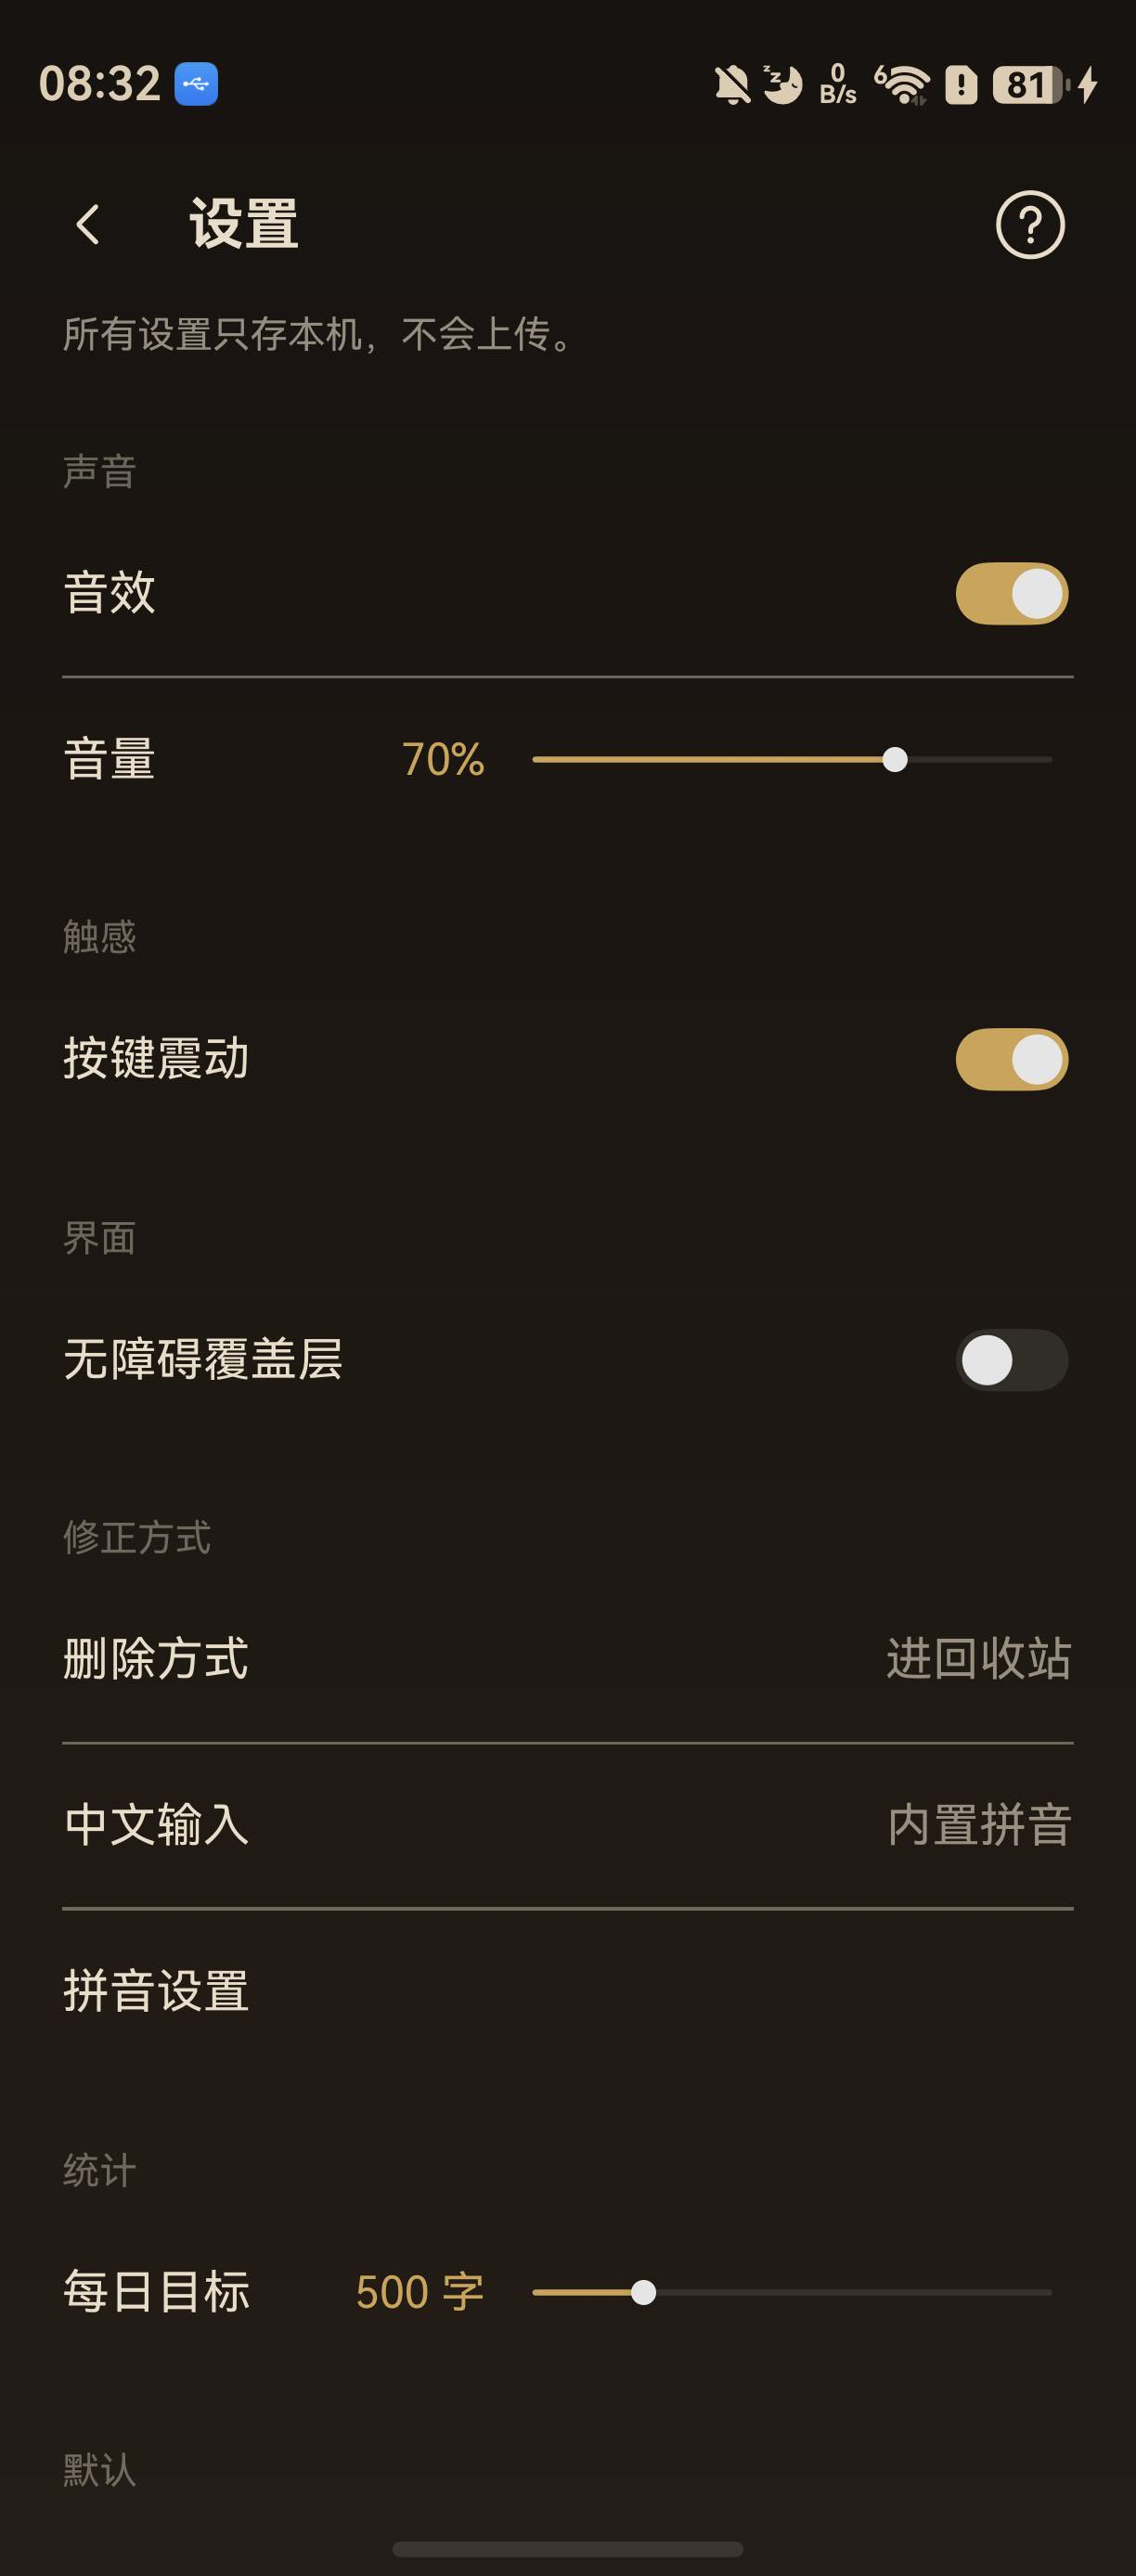 08:32
0
B/s
6
81
设置
所有设置只存本机，不会上传。
声音
音效
音量 70%
触感
按键震动
界面
无障碍覆盖层
修正方式
删除方式 进回收站
中文输入 内置拼音
拼音设置
统计
每日目标 500 字
默认